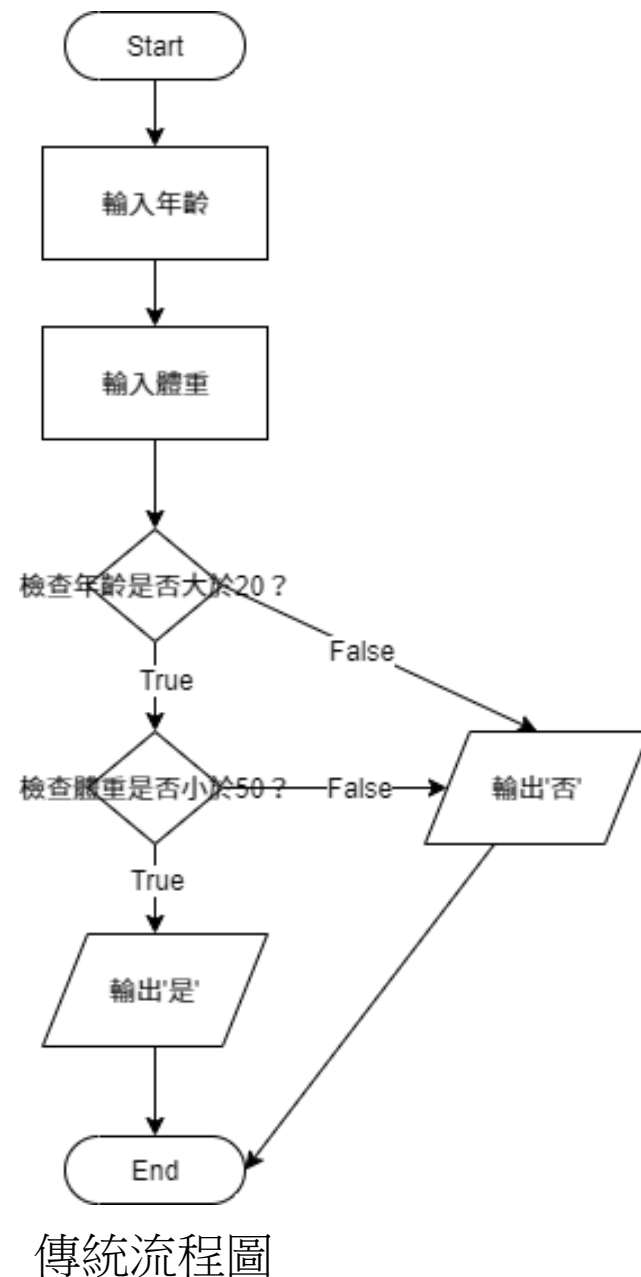 Start
輸入年齡
輸入體重
檢查年齡是否大於20？
False
True
檢查體重是否小於50？
False
輸出'否'
True
輸出'是'
End
傳統流程圖